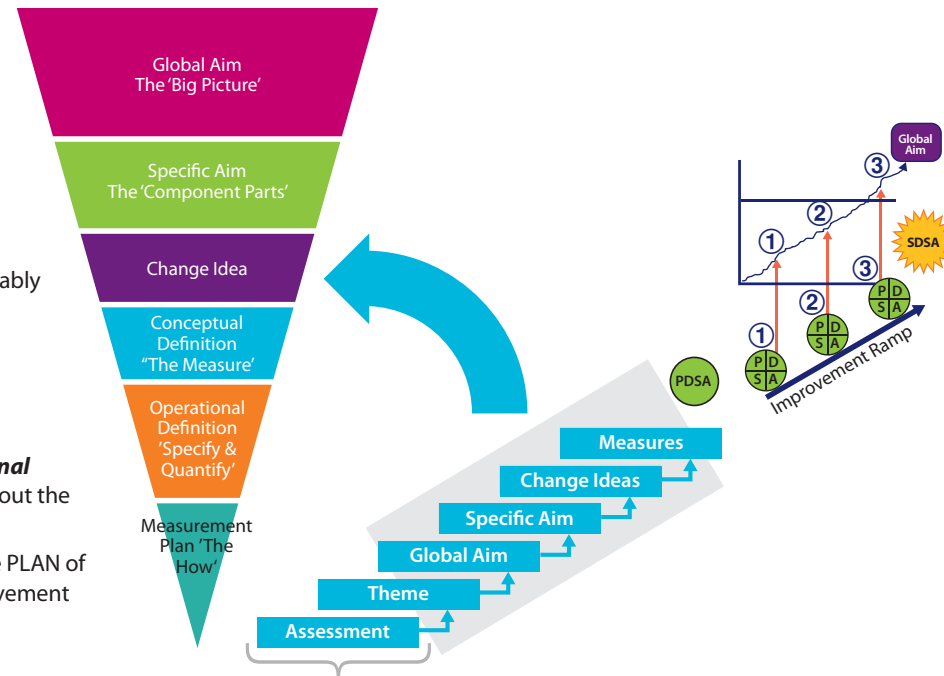 Global Aim
The ‘Big Picture’
Specific Aim
The ‘Component Parts’
Change Idea
Conceptual
Definition
“The Measure’
Operational
Definition
’Specify &
Quantify’
Measurement
Plan ’The
How’
ably
nal
out the
PLAN of
vement
Assessment
Theme
Global Aim
Specific Aim
Change Ideas
Measures
PDSA
Global
Aim
SDSA
1
2
3
1
2
3
P D
S A
P D
S A
P D
S A
Improvement Ramp